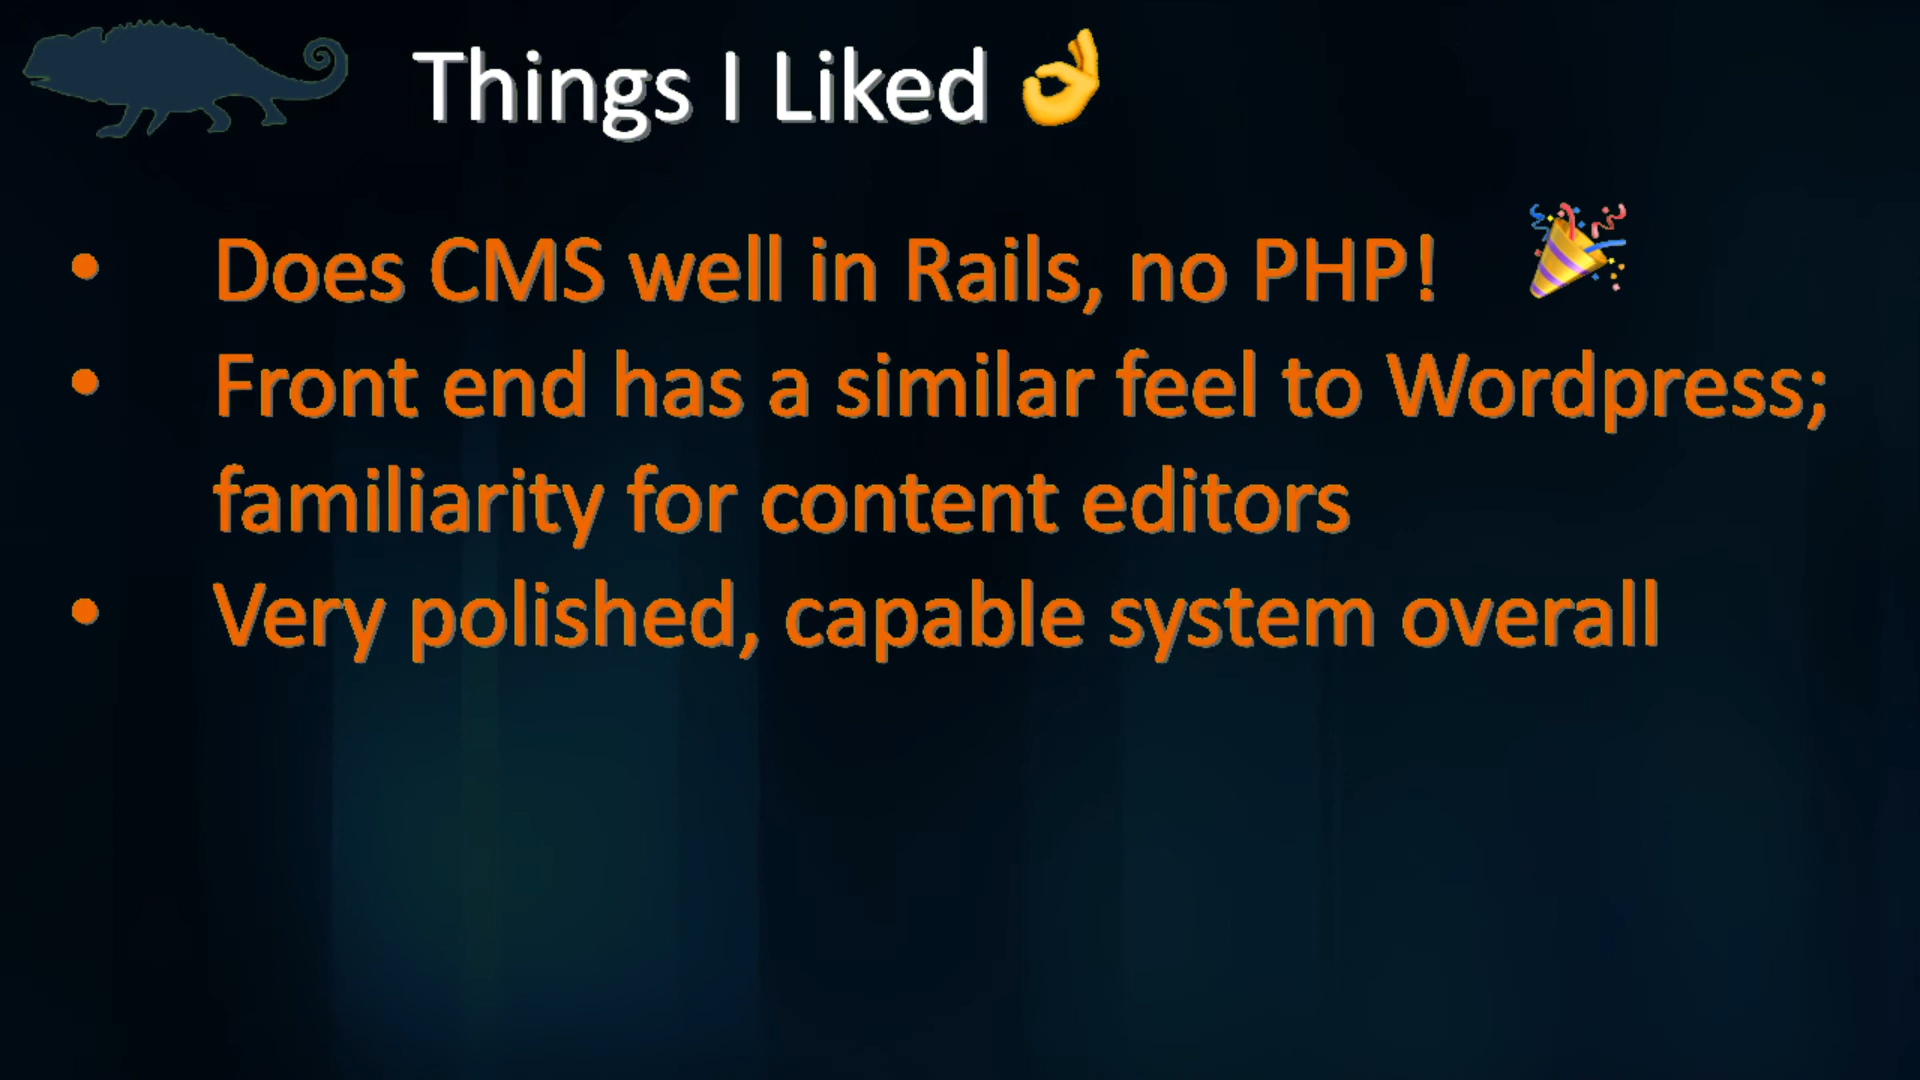 Things I Liked 👌
• Does CMS well in Rails, no PHP! 🎉
• Front end has a similar feel to Wordpress;
familiarity for content editors
• Very polished, capable system overall